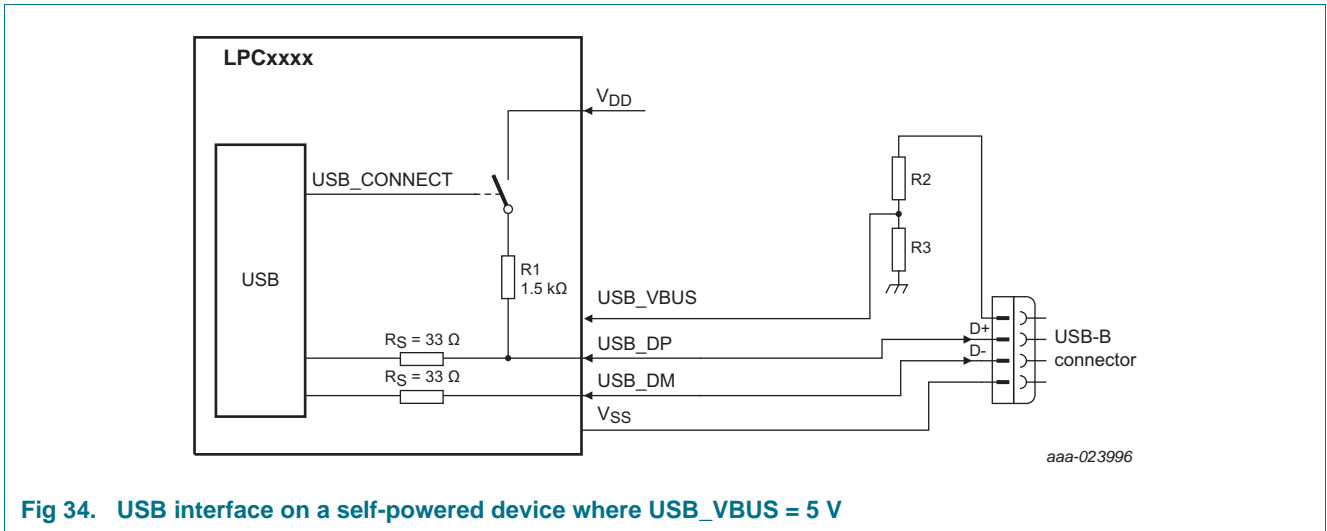 LPCxxxx
VDD
R2
USB_CONNECT
R3
USB
R1
1.5 kΩ
USB_VBUS
D+
USB-B
RS = 33 Ω
USB_DP
D-
connector
RS = 33 Ω
USB_DM
VSS
aaa-023996
Fig 34. USB interface on a self-powered device where USB_VBUS = 5 V